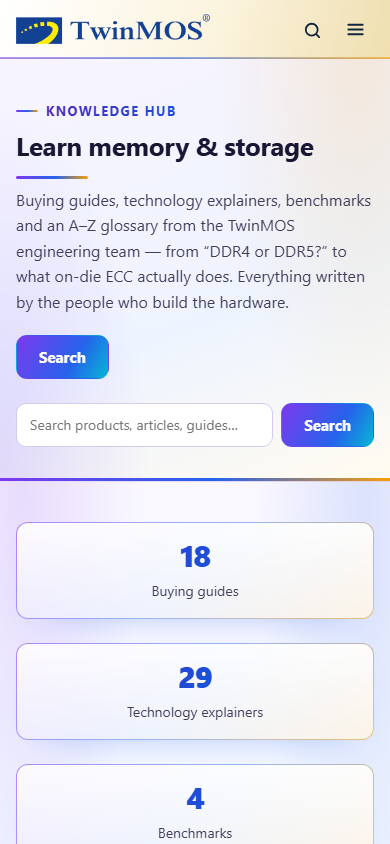 TwinMOS®
KNOWLEDGE HUB
Learn memory & storage
Buying guides, technology explainers, benchmarks
and an A–Z glossary from the TwinMOS
engineering team — from “DDR4 or DDR5?” to
what on-die ECC actually does. Everything written
by the people who build the hardware.
Search
Search products, articles, guides...
Search
18
Buying guides
29
Technology explainers
4
Benchmarks